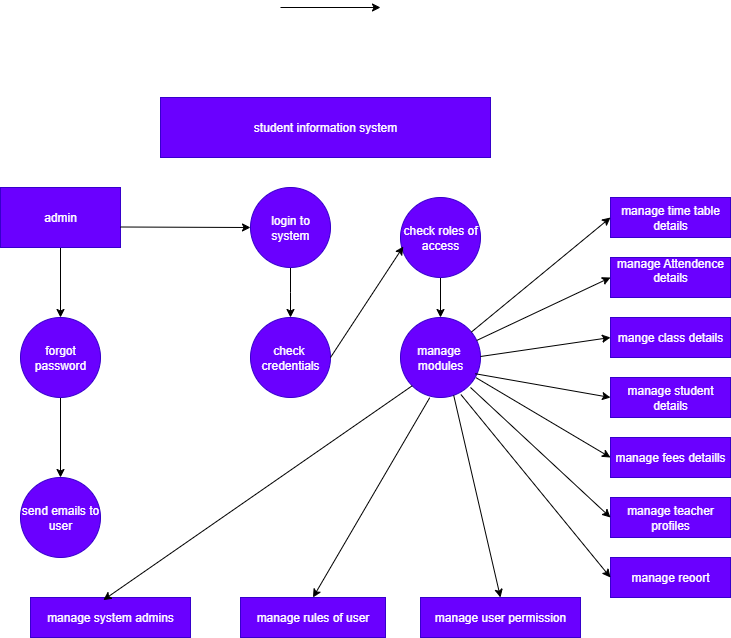 student information system
admin
login to
system
check roles of
access
manage time table
details
manage Attendence
details
forgot
password
check
credentials
manage
modules
mange class details
manage student
details
manage fees detaills
send emails to
user
manage teacher
profiles
manage reoort
manage system admins
manage rules of user
manage user permission